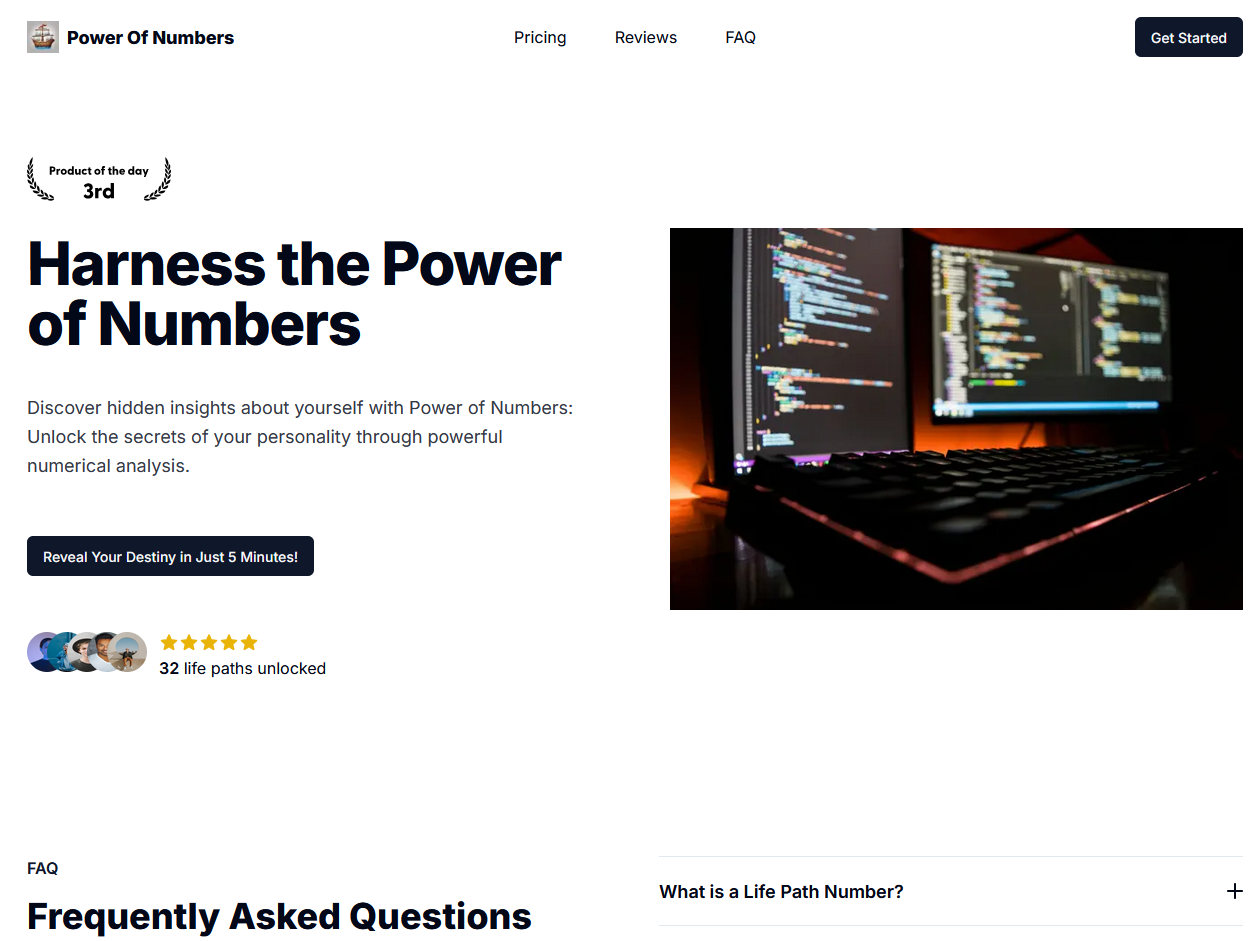 Power Of Numbers
Pricing
Reviews
FAQ
Get Started
Product of the day
3rd
Harness the Power
of Numbers
Discover hidden insights about yourself with Power of Numbers:
Unlock the secrets of your personality through powerful
numerical analysis.
Reveal Your Destiny in Just 5 Minutes!
32 life paths unlocked
FAQ
Frequently Asked Questions
What is a Life Path Number?